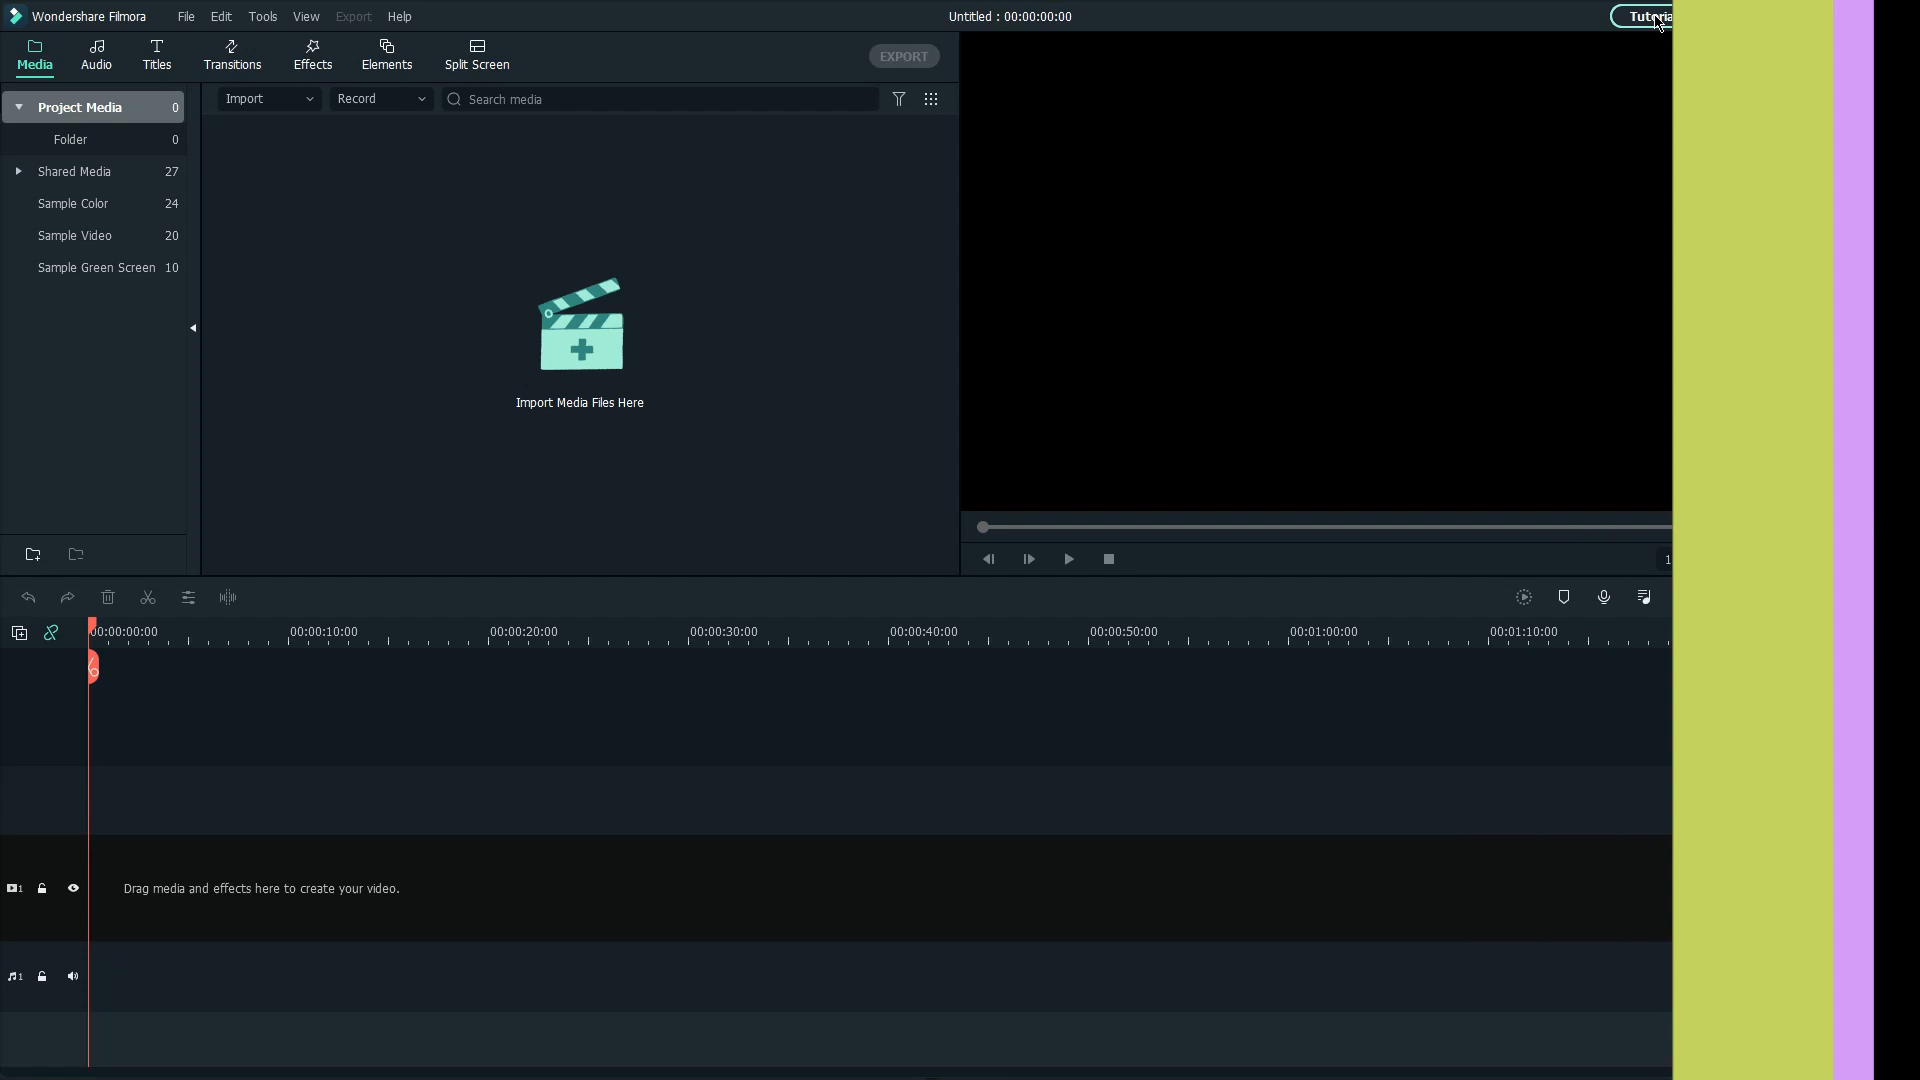 Wondershare Filmora File Edit Tools View Export Help Untitled : 00:00:00:00
Media Audio Titles Transitions Effects Elements Split Screen EXPORT
Project Media 0
Folder 0
Shared Media 27
Sample Color 24
Sample Video 20
Sample Green Screen 10
Import Record Search media
Import Media Files Here
00:00:00:00 00:00:10:00 00:00:20:00 00:00:30:00 00:00:40:00 00:00:50:00 00:01:00:00 00:01:10:00
1 Drag media and effects here to create your video.
1